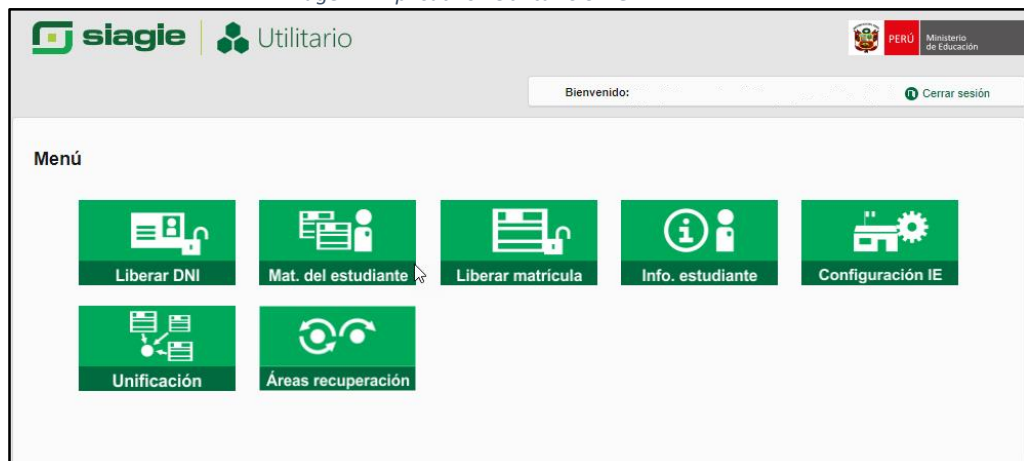 siagie Utilitario
PERÚ Ministerio de Educación
Bienvenido: Cerrar sesión
Menú
Liberar DNI Mat. del estudiante Liberar matrícula Info. estudiante Configuración IE
Unificación Áreas recuperación